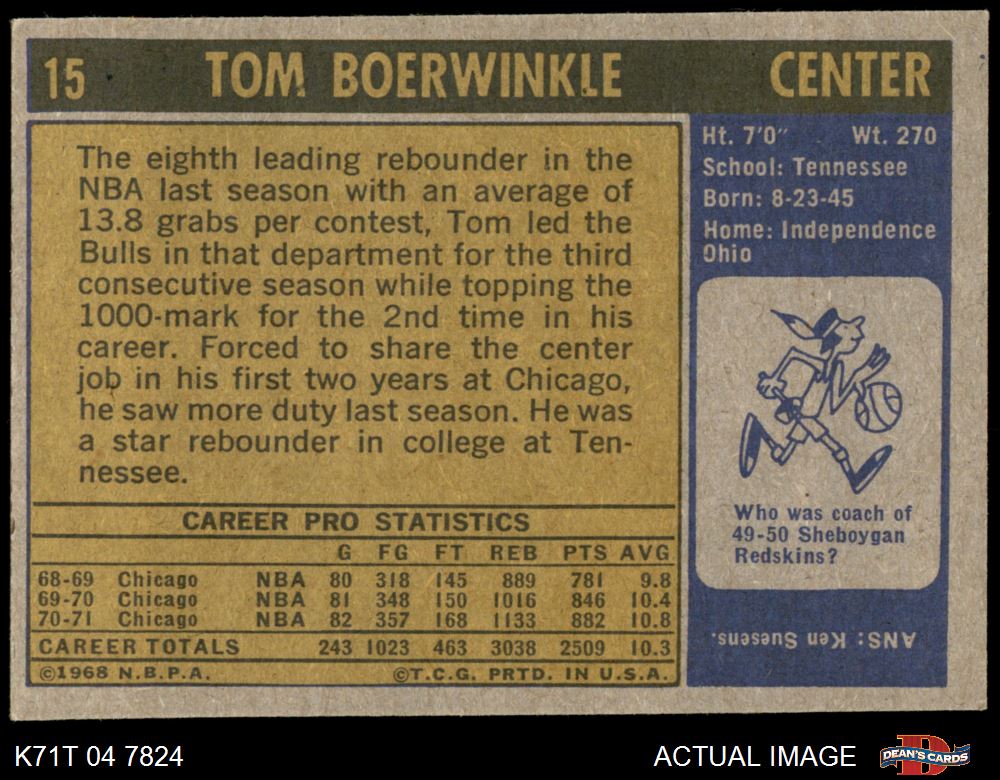 15 TOM BOERWINKLE CENTER
The eighth leading rebounder in the
NBA last season with an average of
13.8 grabs per contest, Tom led the
Bulls in that department for the third
consecutive season while topping the
1000-mark for the 2nd time in his
career. Forced to share the center
job in his first two years at Chicago,
he saw more duty last season. He was
a star rebounder in college at Ten-
nessee.
CAREER PRO STATISTICS
G FG FT REB PTS AVG
68-69 Chicago NBA 80 318 145 889 781 9.8
69-70 Chicago NBA 81 348 150 1016 846 10.4
70-71 Chicago NBA 82 357 168 1133 882 10.8
CAREER TOTALS 243 1023 463 3038 2509 10.3
©1968 N.B.P.A. ©T.C.G. PRTD. IN U.S.A.
Ht. 7'0" Wt. 270
School: Tennessee
Born: 8-23-45
Home: Independence
Ohio
Who was coach of
49-50 Sheboygan
Redskins?
ANS: Ken Suesens.
K71T 04 7824 ACTUAL IMAGE DEAN'S CARDS